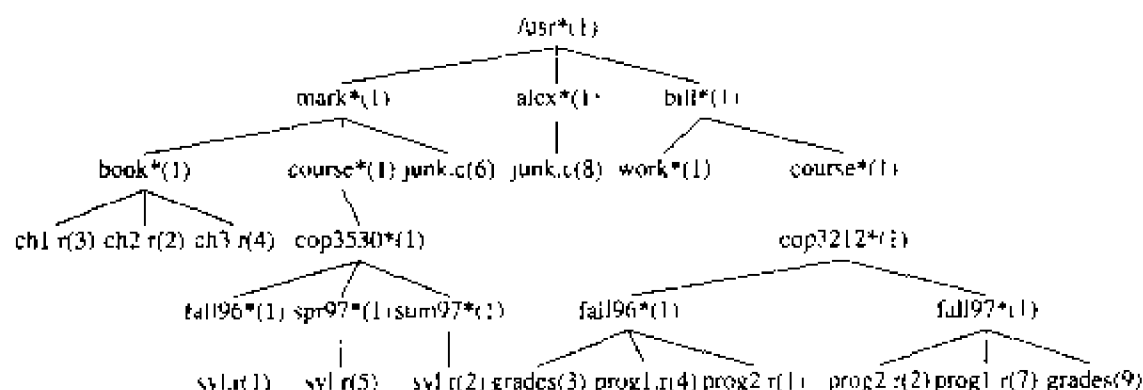 /usr*(1)
mark*(1) alex*(1) bill*(1)
book*(1) course*(1) junk.c(6) junk.c(8) work*(1) course*(1)
ch1.r(3) ch2.r(2) ch3.r(4) cop3530*(1) cop3212*(1)
fall96*(1) spr97*(1) sum97*(1) fall96*(1) fall97*(1)
syl.r(1) syl.r(5) syl.r(2) grades(3) prog1.r(4) prog2.r(1) prog2.r(2) prog1.r(7) grades(9)